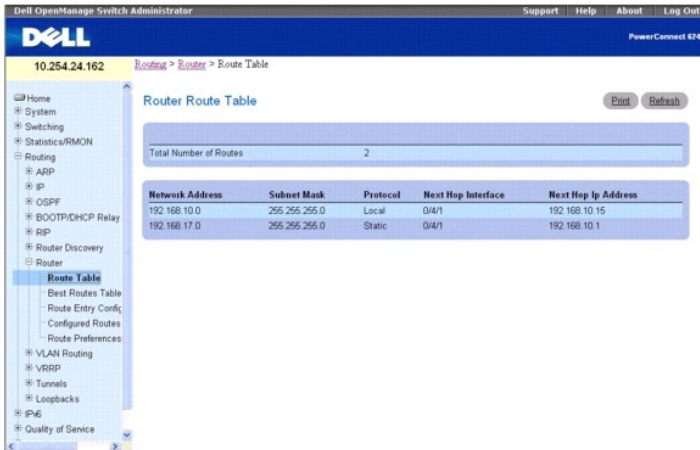 Dell OpenManage Switch Administrator Support Help About Log Out
DELL
PowerConnect 624
10.254.24.162
Routing > Router > Route Table
Home
System
Switching
Statistics/RMON
Routing
ARP
IP
OSPF
BOOTP/DHCP Relay
RIP
Router Discovery
Router
Route Table
Best Routes Table
Route Entry Config
Configured Routes
Route Preferences
VLAN Routing
VRRP
Tunnels
Loopbacks
IPv6
Quality of Service
Router Route Table
Print Refresh
Total Number of Routes 2
Network Address Subnet Mask Protocol Next Hop Interface Next Hop Ip Address
192.168.10.0 255.255.255.0 Local 0/4/1 192.168.10.15
192.168.17.0 255.255.255.0 Static 0/4/1 192.168.10.1